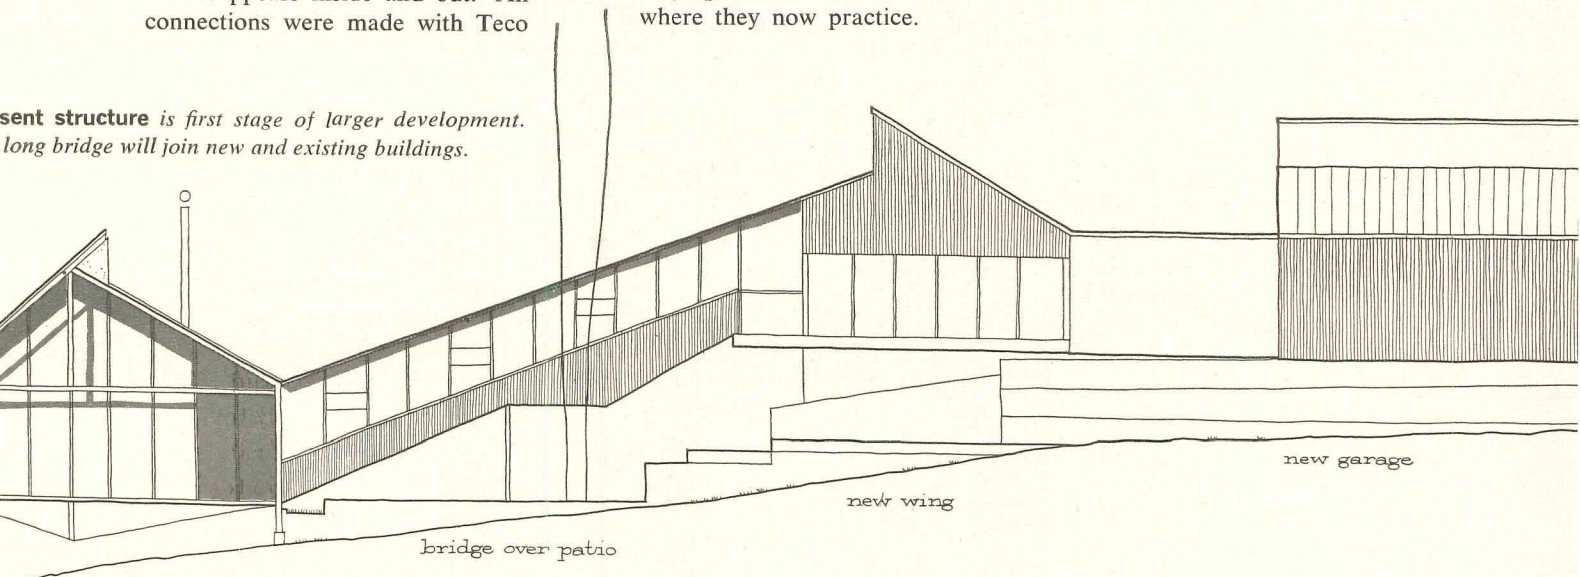 connections were made with Teco
where they now practice.
structure is first stage of larger development.
long bridge will join new and existing buildings.
bridge over patio
new wing
new garage